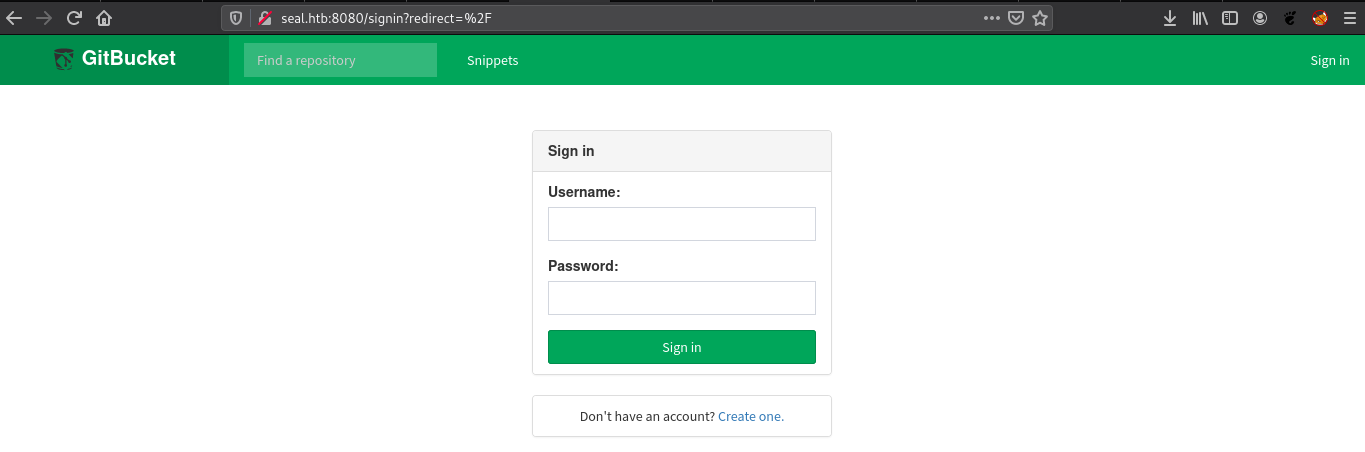 seal.htb:8080/signin?redirect=%2F
GitBucket Find a repository Snippets Sign in
Sign in
Username:
Password:
Sign in
Don't have an account? Create one.